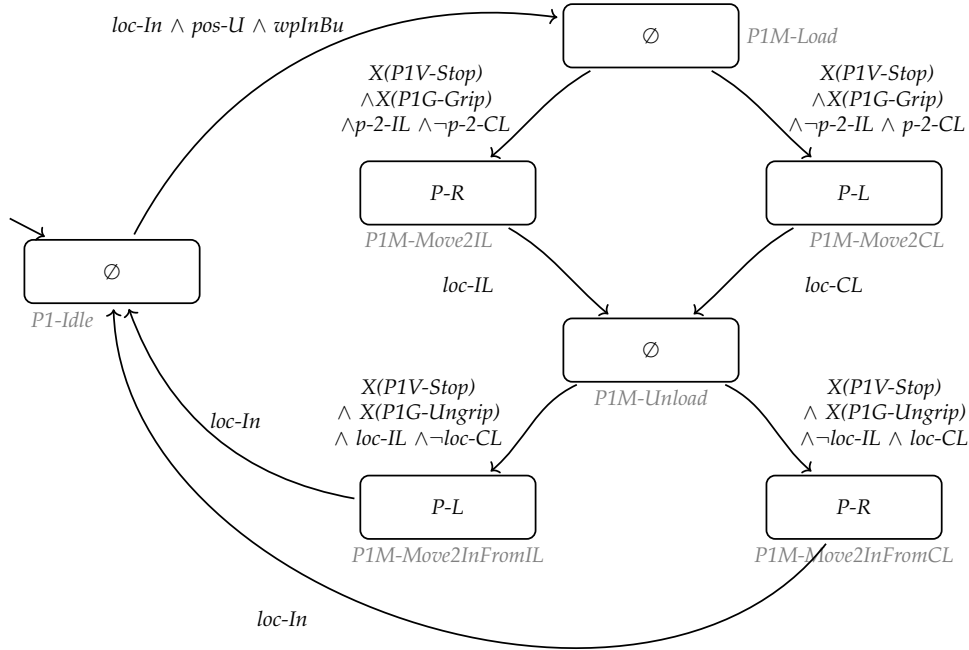 loc-In ∧ pos-U ∧ wpInBu
∅
P1M-Load
X(P1V-Stop)
∧X(P1G-Grip)
∧p-2-IL ∧¬p-2-CL
X(P1V-Stop)
∧X(P1G-Grip)
∧¬p-2-IL ∧ p-2-CL
P-R
P1M-Move2IL
P-L
P1M-Move2CL
∅
P1-Idle
loc-IL
loc-CL
∅
P1M-Unload
X(P1V-Stop)
∧ X(P1G-Ungrip)
∧ loc-IL ∧¬loc-CL
X(P1V-Stop)
∧ X(P1G-Ungrip)
∧¬loc-IL ∧ loc-CL
loc-In
P-L
P1M-Move2InFromIL
P-R
P1M-Move2InFromCL
loc-In